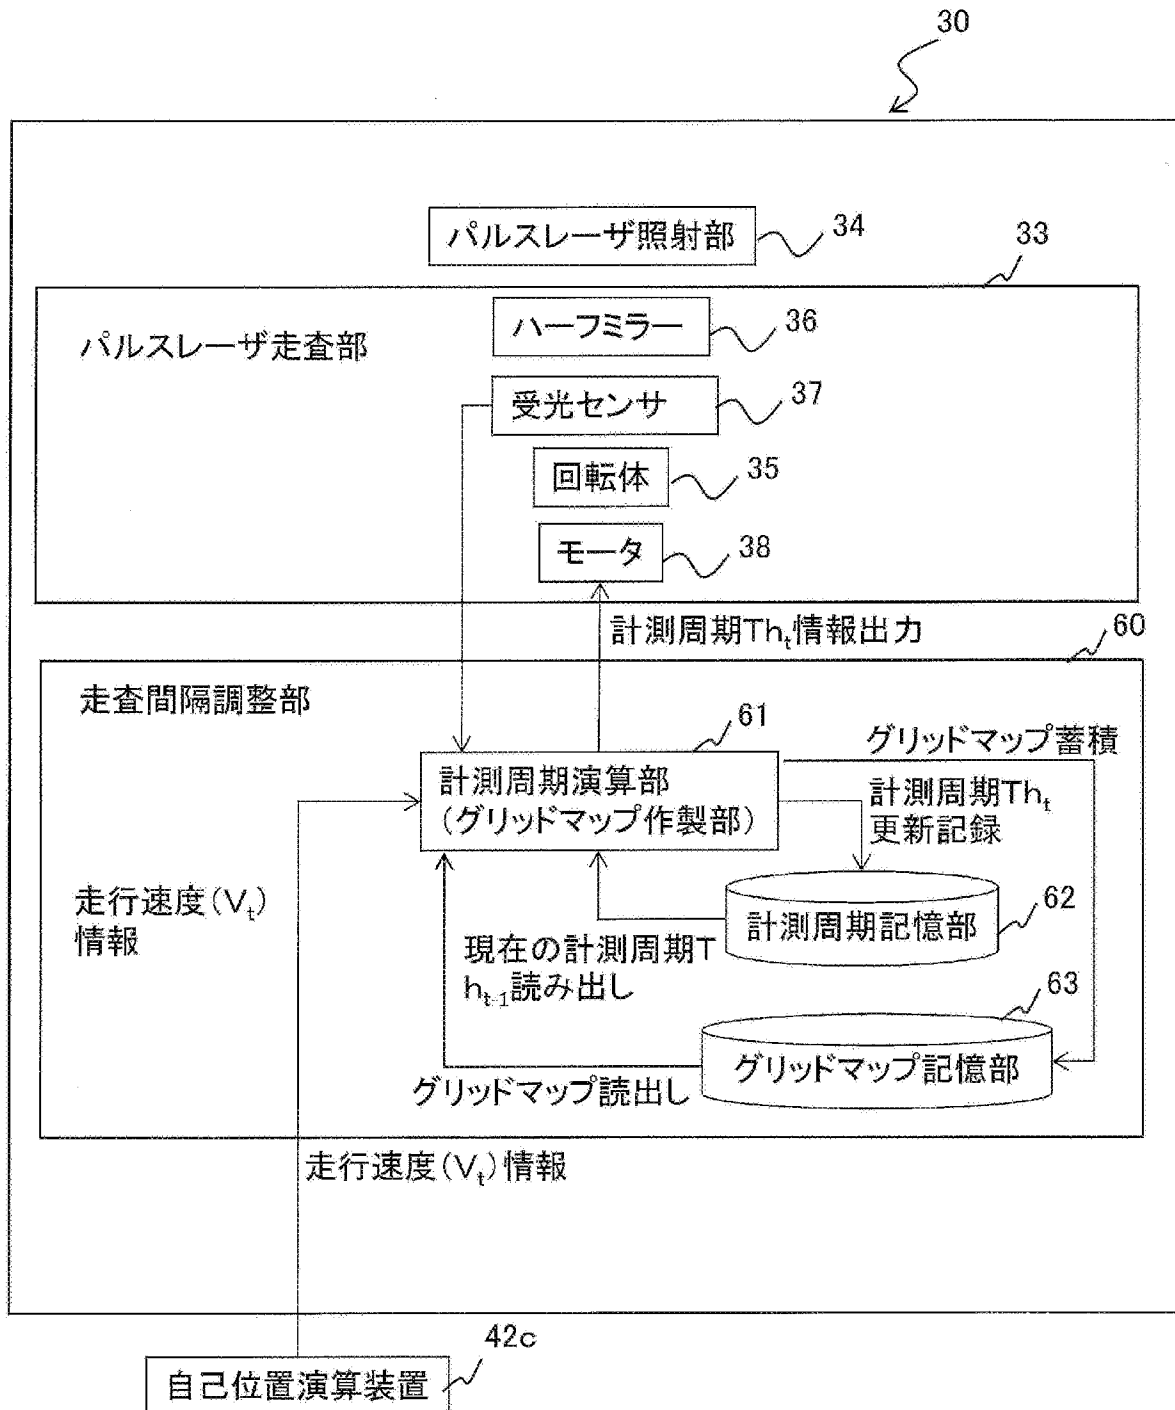 30
パルスレーザ照射部
34
33
パルスレーザ走査部
ハーフミラー
36
受光センサ
37
回転体
35
モータ
38
計測周期Tht情報出力
60
走査間隔調整部
61
計測周期演算部
(グリッドマップ作製部)
グリッドマップ蓄積
計測周期Tht
更新記録
走行速度(Vt)
情報
計測周期記憶部
62
現在の計測周期T
ht-1読み出し
63
グリッドマップ記憶部
グリッドマップ読出し
走行速度(Vt)情報
自己位置演算装置
42c